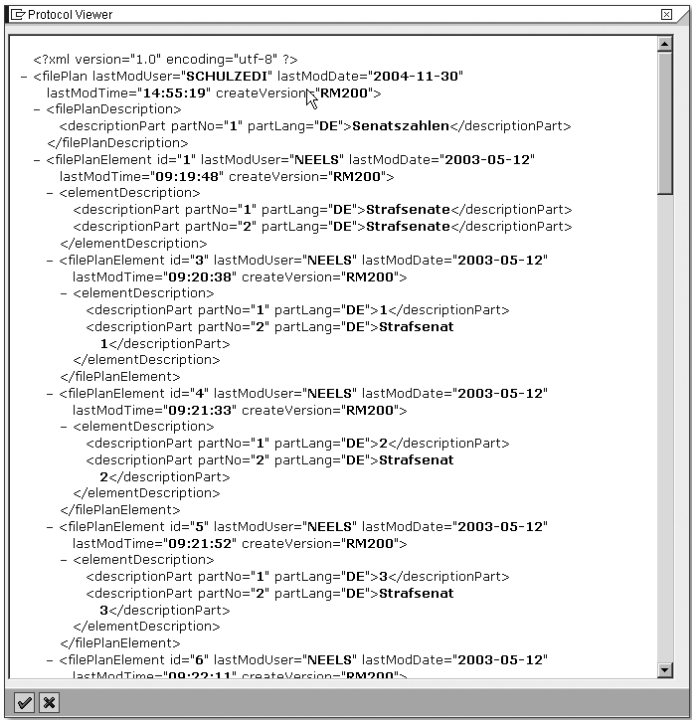 Protocol Viewer
<?xml version="1.0" encoding="utf-8" ?>
– <filePlan lastModUser="SCHULZEDI" lastModDate="2004-11-30"
lastModTime="14:55:19" createVersion="RM200">
– <filePlanDescription>
<descriptionPart partNo="1" partLang="DE">Senatszahlen</descriptionPart>
</filePlanDescription>
– <filePlanElement id="1" lastModUser="NEELS" lastModDate="2003-05-12"
lastModTime="09:19:48" createVersion="RM200">
– <elementDescription>
<descriptionPart partNo="1" partLang="DE">Strafsenate</descriptionPart>
<descriptionPart partNo="2" partLang="DE">Strafsenate</descriptionPart>
</elementDescription>
– <filePlanElement id="3" lastModUser="NEELS" lastModDate="2003-05-12"
lastModTime="09:20:38" createVersion="RM200">
– <elementDescription>
<descriptionPart partNo="1" partLang="DE">1</descriptionPart>
<descriptionPart partNo="2" partLang="DE">Strafsenat
1</descriptionPart>
</elementDescription>
</filePlanElement>
– <filePlanElement id="4" lastModUser="NEELS" lastModDate="2003-05-12"
lastModTime="09:21:33" createVersion="RM200">
– <elementDescription>
<descriptionPart partNo="1" partLang="DE">2</descriptionPart>
<descriptionPart partNo="2" partLang="DE">Strafsenat
2</descriptionPart>
</elementDescription>
</filePlanElement>
– <filePlanElement id="5" lastModUser="NEELS" lastModDate="2003-05-12"
lastModTime="09:21:52" createVersion="RM200">
– <elementDescription>
<descriptionPart partNo="1" partLang="DE">3</descriptionPart>
<descriptionPart partNo="2" partLang="DE">Strafsenat
3</descriptionPart>
</elementDescription>
</filePlanElement>
– <filePlanElement id="6" lastModUser="NEELS" lastModDate="2003-05-12"
lastModTime="09:22:11" createVersion="RM200">